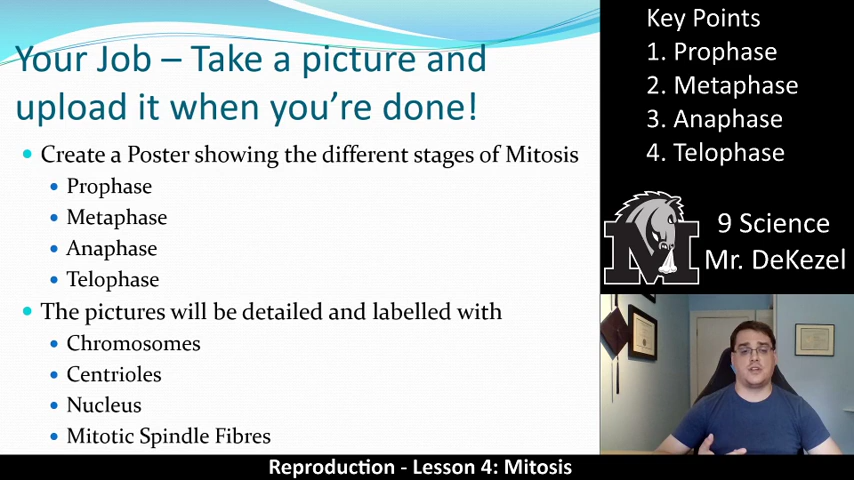 Your Job – Take a picture and
upload it when you're done!
Create a Poster showing the different stages of Mitosis
Prophase
Metaphase
Anaphase
Telophase
The pictures will be detailed and labelled with
Chromosomes
Centrioles
Nucleus
Mitotic Spindle Fibres
Key Points
1. Prophase
2. Metaphase
3. Anaphase
4. Telophase
M
9 Science
Mr. DeKezel
Reproduction - Lesson 4: Mitosis